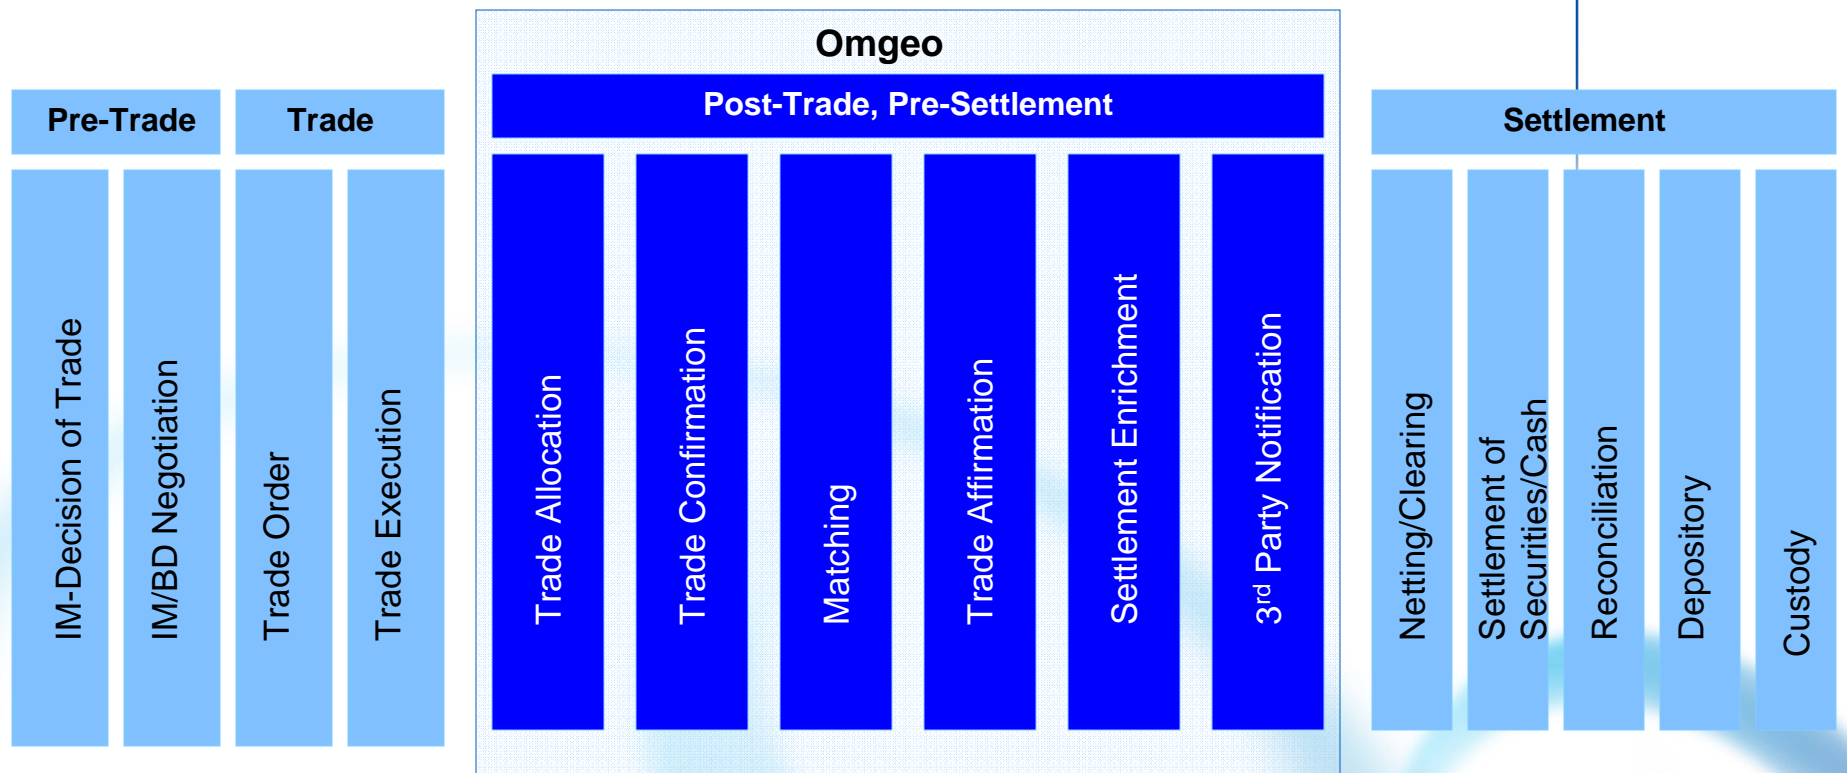 Omgeo
Pre-Trade
Trade
Post-Trade, Pre-Settlement
Settlement
IM-Decision of Trade
IM/BD Negotiation
Trade Order
Trade Execution
Trade Allocation
Trade Confirmation
Matching
Trade Affirmation
Settlement Enrichment
3rd Party Notification
Netting/Clearing
Settlement of
Securities/Cash
Reconciliation
Depository
Custody